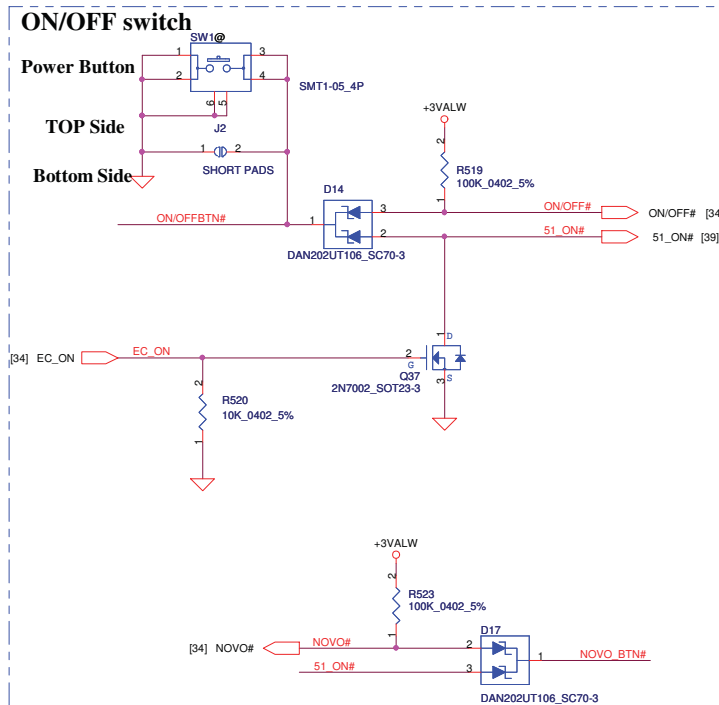 ON/OFF switch
SW1@
1
3
Power Button
2
4
SMT1-05_4P
6
5
+3VALW
TOP Side
J2
2
1
2
R519
100K_0402_5%
SHORT PADS
Bottom Side
D14
1
ON/OFF#
3
ON/OFF# [34
ON/OFFBTN#
1
51_ON#
2
51_ON# [39]
DAN202UT106_SC70-3
1
D
[34] EC_ON
EC_ON
2
G
Q37
3
S
2N7002_SOT23-3
2
R520
10K_0402_5%
1
+3VALW
2
R523
100K_0402_5%
1
D17
[34] NOVO#
NOVO#
2
1
NOVO_BTN#
51_ON#
3
DAN202UT106_SC70-3